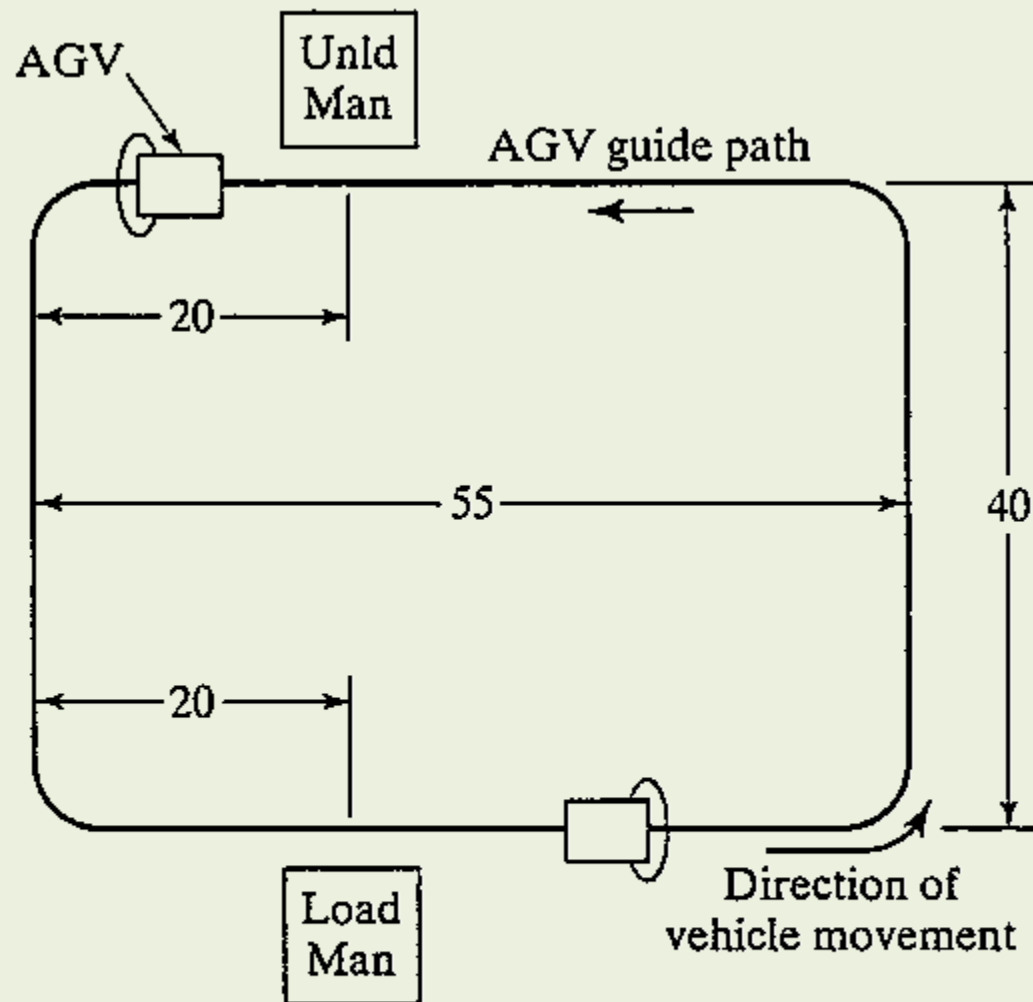 Unld
Man
AGV
AGV guide path
20
55
40
20
Load
Man
Direction of
vehicle movement